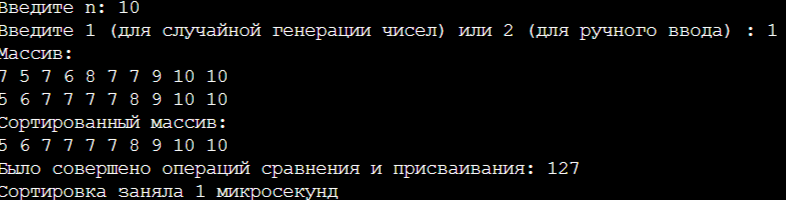 Введите n: 10
Введите 1 (для случайной генерации чисел) или 2 (для ручного ввода) : 1
Массив:
7 5 7 6 8 7 7 9 10 10
5 6 7 7 7 7 8 9 10 10
Сортированный массив:
5 6 7 7 7 7 8 9 10 10
Было совершено операций сравнения и присваивания: 127
Сортировка заняла 1 микросекунд